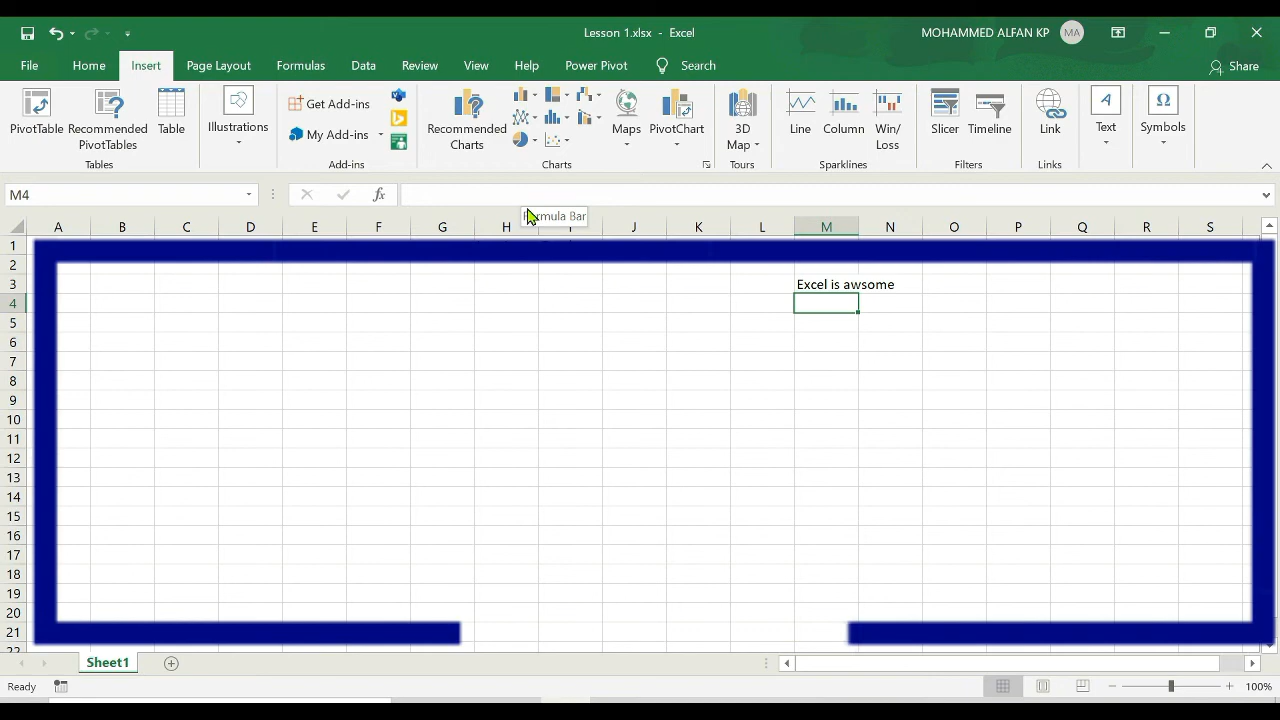 Lesson 1.xlsx - Excel
MOHAMMED ALFAN KP
MA
File Home Insert Page Layout Formulas Data Review View Help Power Pivot Search Share
PivotTable
Recommended
PivotTables
Table
Tables
Illustrations
Get Add-ins
My Add-ins
Add-ins
Recommended
Charts
Maps
PivotChart
Charts
3D
Map
Tours
Line
Column
Win/
Loss
Sparklines
Slicer
Timeline
Filters
Link
Links
Text
Symbols
M4
fx
Formula Bar
A B C D E F G H I J K L M N O P Q R S
1
2
3 Excel is awsome
4
5
6
7
8
9
10
11
12
13
14
15
16
17
18
19
20
21
22
Sheet1
Ready
100%